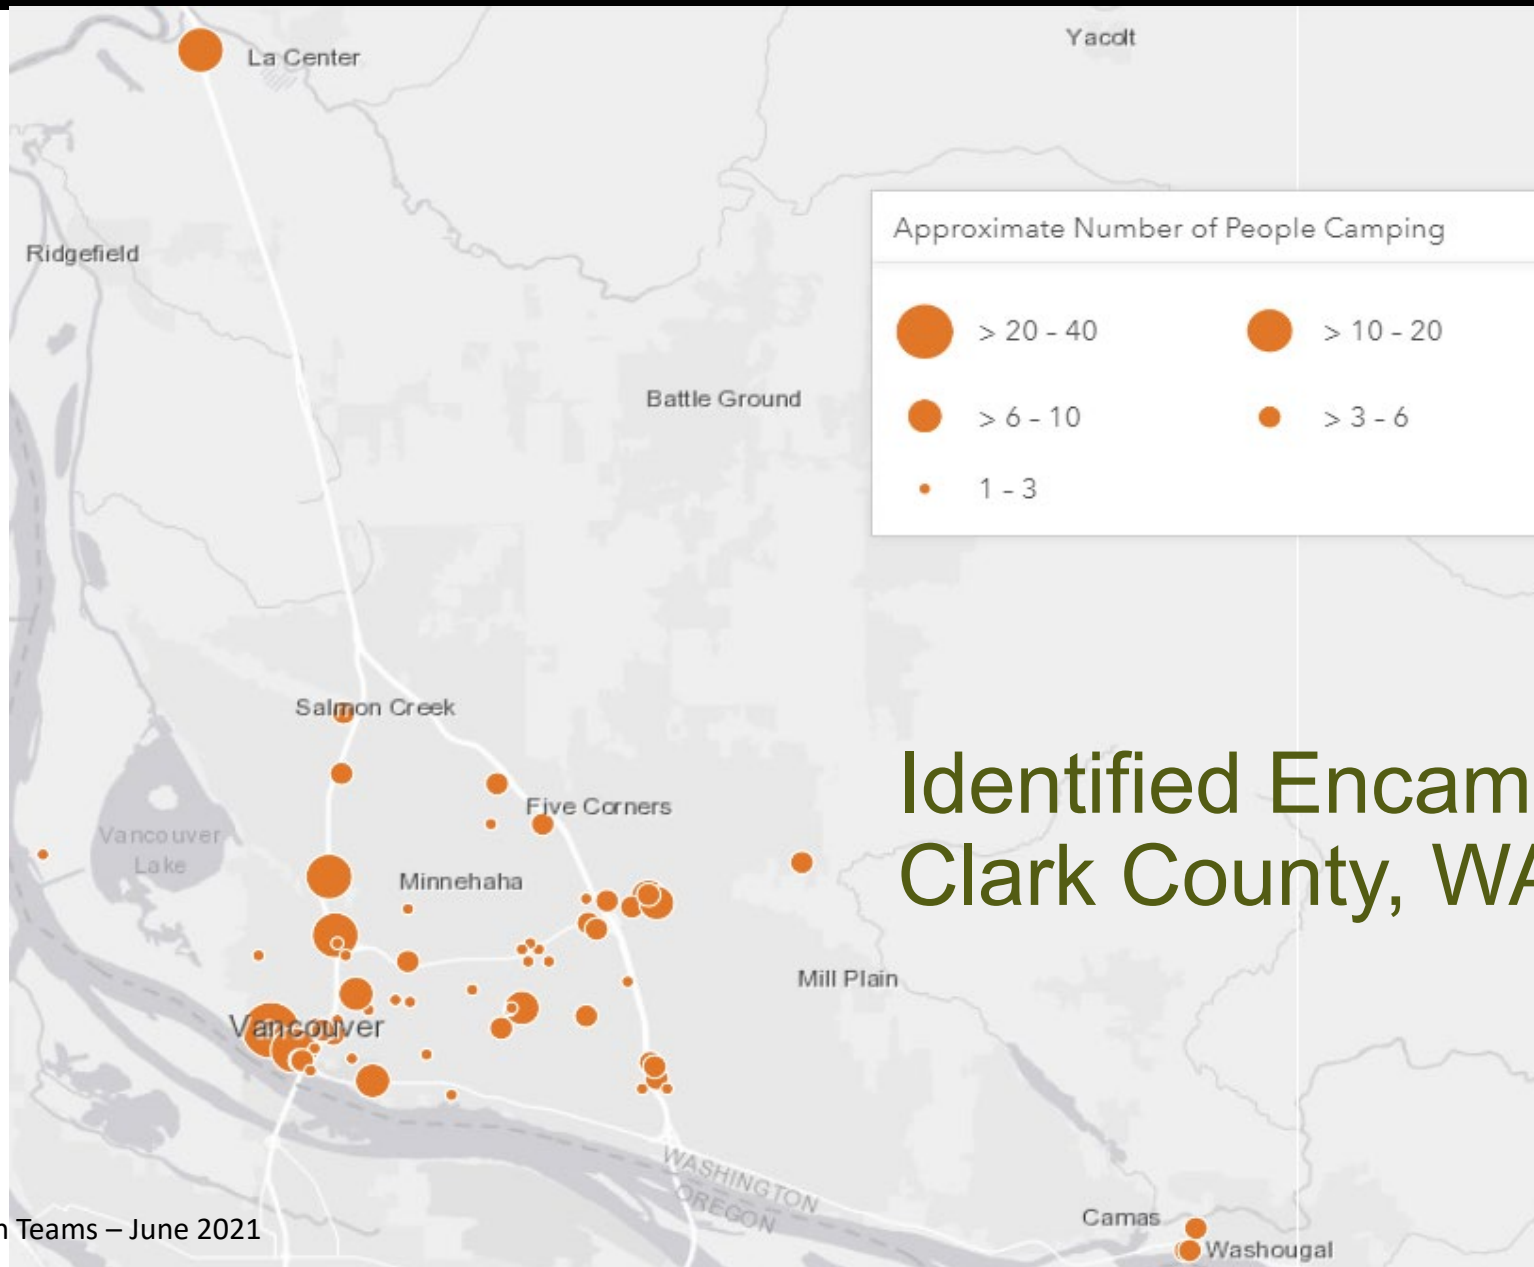 La Center
Yacolt
Approximate Number of People Camping
Ridgefield
> 20 - 40
> 10 - 20
Battle Ground
> 6 - 10
> 3 - 6
1 - 3
Salmon Creek
Identified Encam
Five Corners
Vancouver
Lake
Clark County, WA
Minnehaha
Mill Plain
Vancouver
WASHINGTON
OREGON
Camas
Teams – June 2021
Washougal